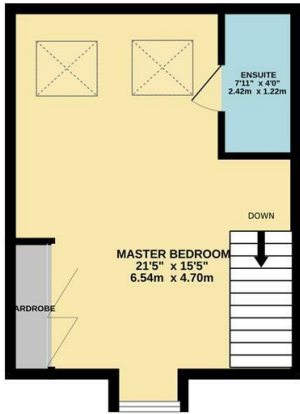 ENSUITE
7'11" x 4'0"
2.42m x 1.22m
DOWN
MASTER BEDROOM
21'5" x 15'5"
6.54m x 4.70m
ARDROBE